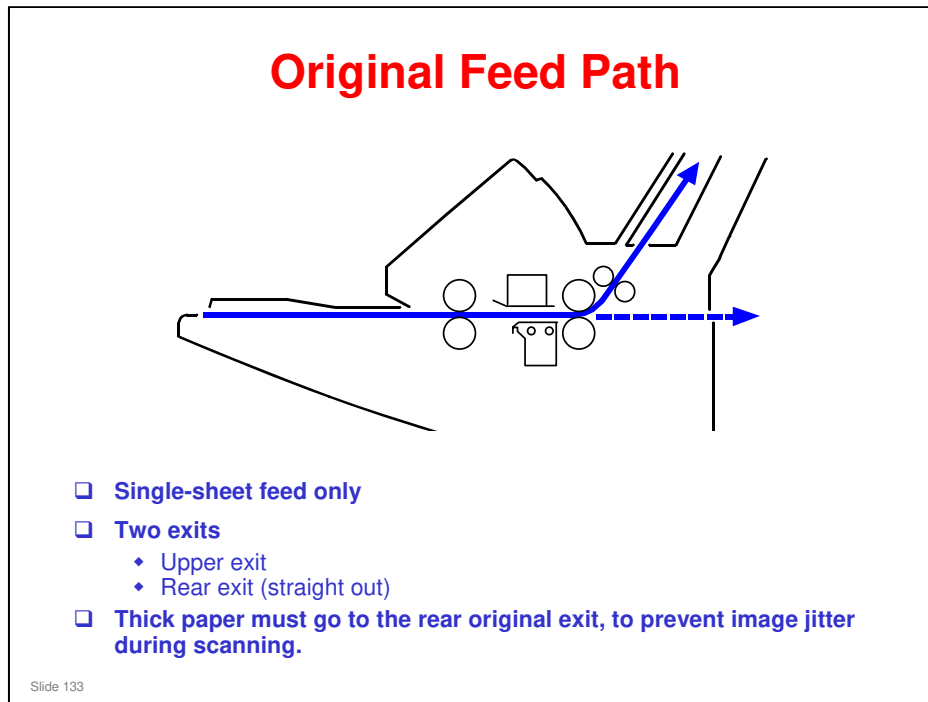 Original Feed Path
❑ Single-sheet feed only
❑ Two exits
◆ Upper exit
◆ Rear exit (straight out)
❑ Thick paper must go to the rear original exit, to prevent image jitter
during scanning.
Slide 133